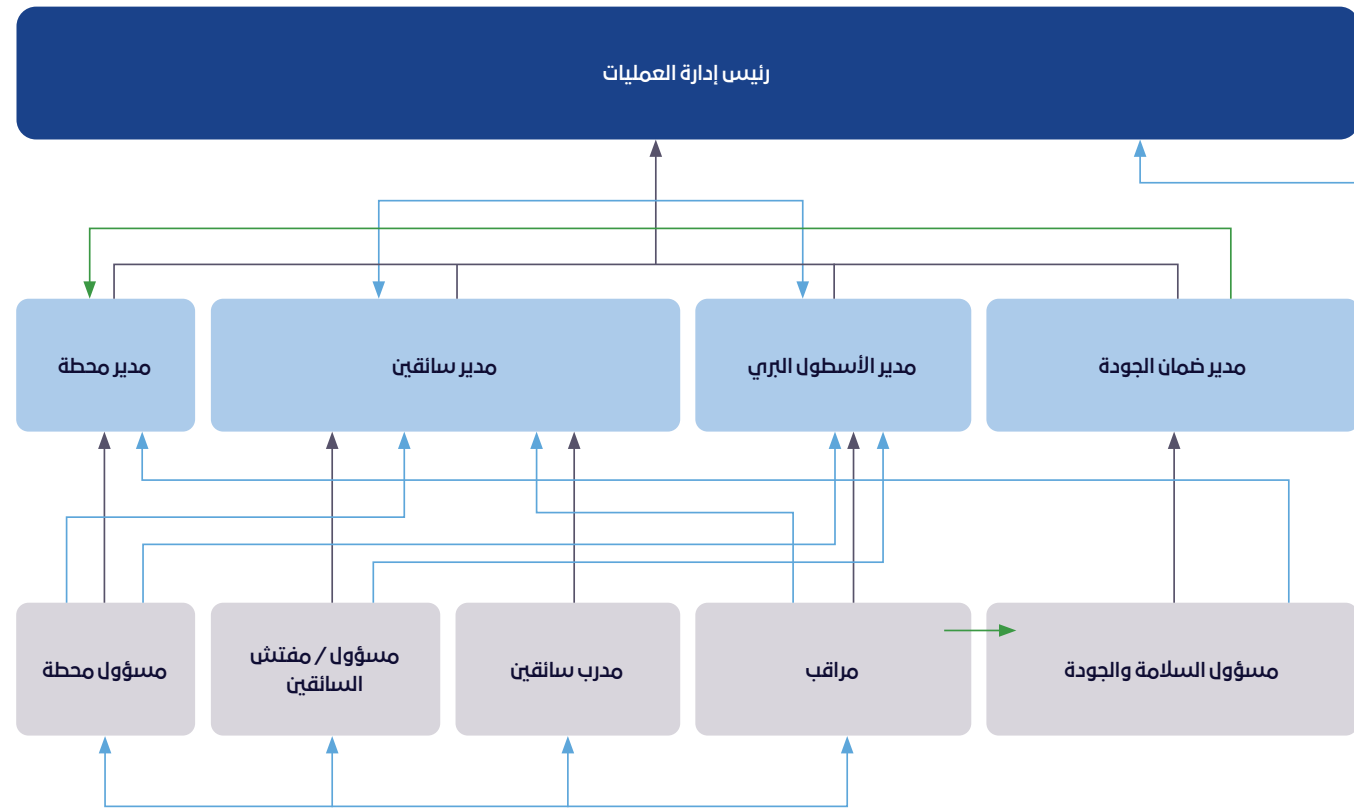 رئيس إدارة العمليات
مدير ضمان الجودة
مدير الأسطول البري
مدير سائقين
مدير محطة
مسؤول السلامة والجودة
مراقب
مدرب سائقين
مسؤول / مفتش
السائقين
مسؤول محطة